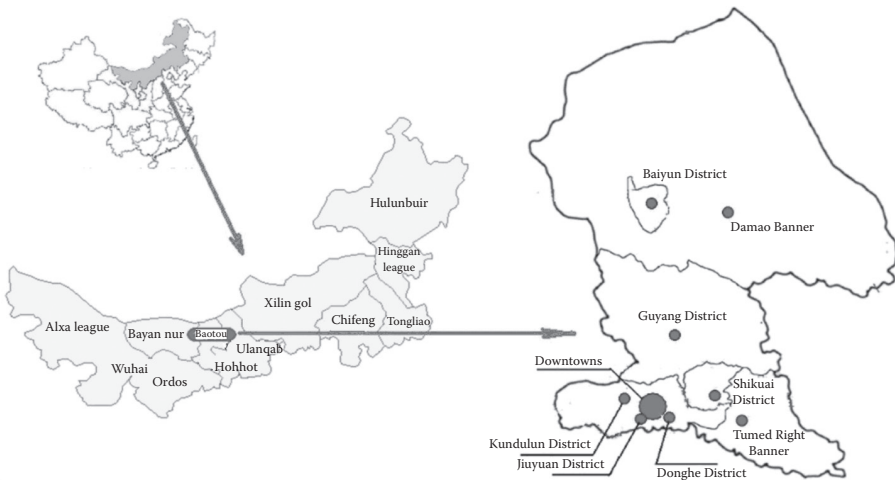 Hulunbuir
Hinggan
league
Xilin gol
Alxa league
Bayan nur
Baotou
Chifeng
Tongliao
Ulanqab
Wuhai
Hohhot
Ordos
Baiyun District
Damao Banner
Guyang District
Downtowns
Shikuai
District
Tumed Right
Banner
Kundulun District
Jiuyuan District
Donghe District